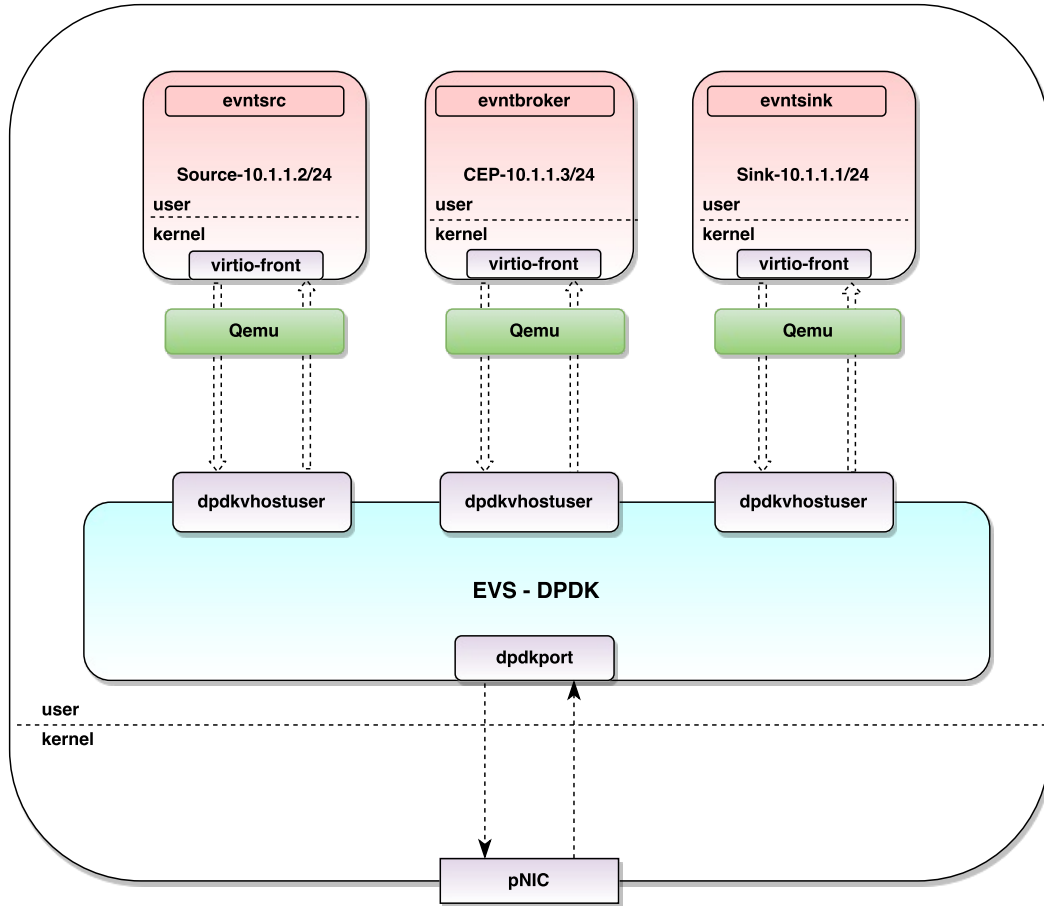 evntsrc
evntbroker
evntsink
Source-10.1.1.2/24
CEP-10.1.1.3/24
Sink-10.1.1.1/24
user
user
user
kernel
kernel
kernel
virtio-front
virtio-front
virtio-front
Qemu
Qemu
Qemu
dpdkvhostuser
dpdkvhostuser
dpdkvhostuser
EVS - DPDK
dpdkport
user
kernel
pNIC